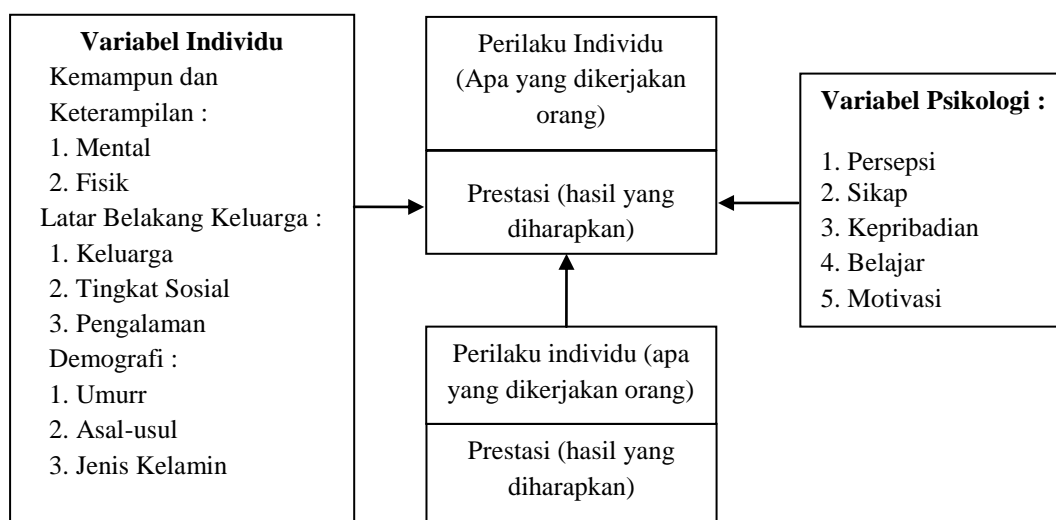 Variabel Individu
Kemampun dan
Keterampilan :
1. Mental
2. Fisik
Latar Belakang Keluarga :
1. Keluarga
2. Tingkat Sosial
3. Pengalaman
Demografi :
1. Umurr
2. Asal-usul
3. Jenis Kelamin
Perilaku Individu
(Apa yang dikerjakan
orang)
Prestasi (hasil yang
diharapkan)
Perilaku individu (apa
yang dikerjakan orang)
Prestasi (hasil yang
diharapkan)
Variabel Psikologi :
1. Persepsi
2. Sikap
3. Kepribadian
4. Belajar
5. Motivasi